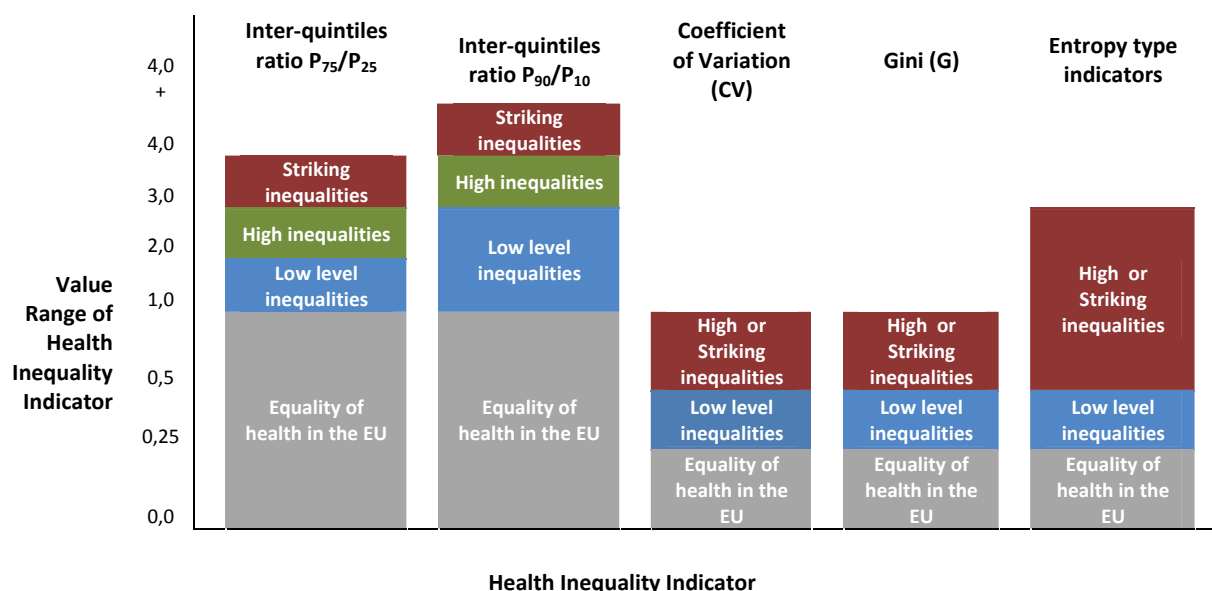 Inter-quintiles
ratio P75/P25
Inter-quintiles
ratio P90/P10
Coefficient
of Variation
(CV)
Gini (G)
Entropy type
indicators
4,0
+
4,0
3,0
2,0
1,0
0,5
0,25
0,0
Value
Range of
Health
Inequality
Indicator
Striking
inequalities
High inequalities
Low level
inequalities
Equality of
health in the EU
Striking
inequalities
High inequalities
Low level
inequalities
Equality of
health in the EU
High or
Striking
inequalities
Low level
inequalities
Equality of
health in the
EU
High or
Striking
inequalities
Low level
inequalities
Equality of
health in the
EU
High or
Striking
inequalities
Low level
inequalities
Equality of
health in the
EU
Health Inequality Indicator